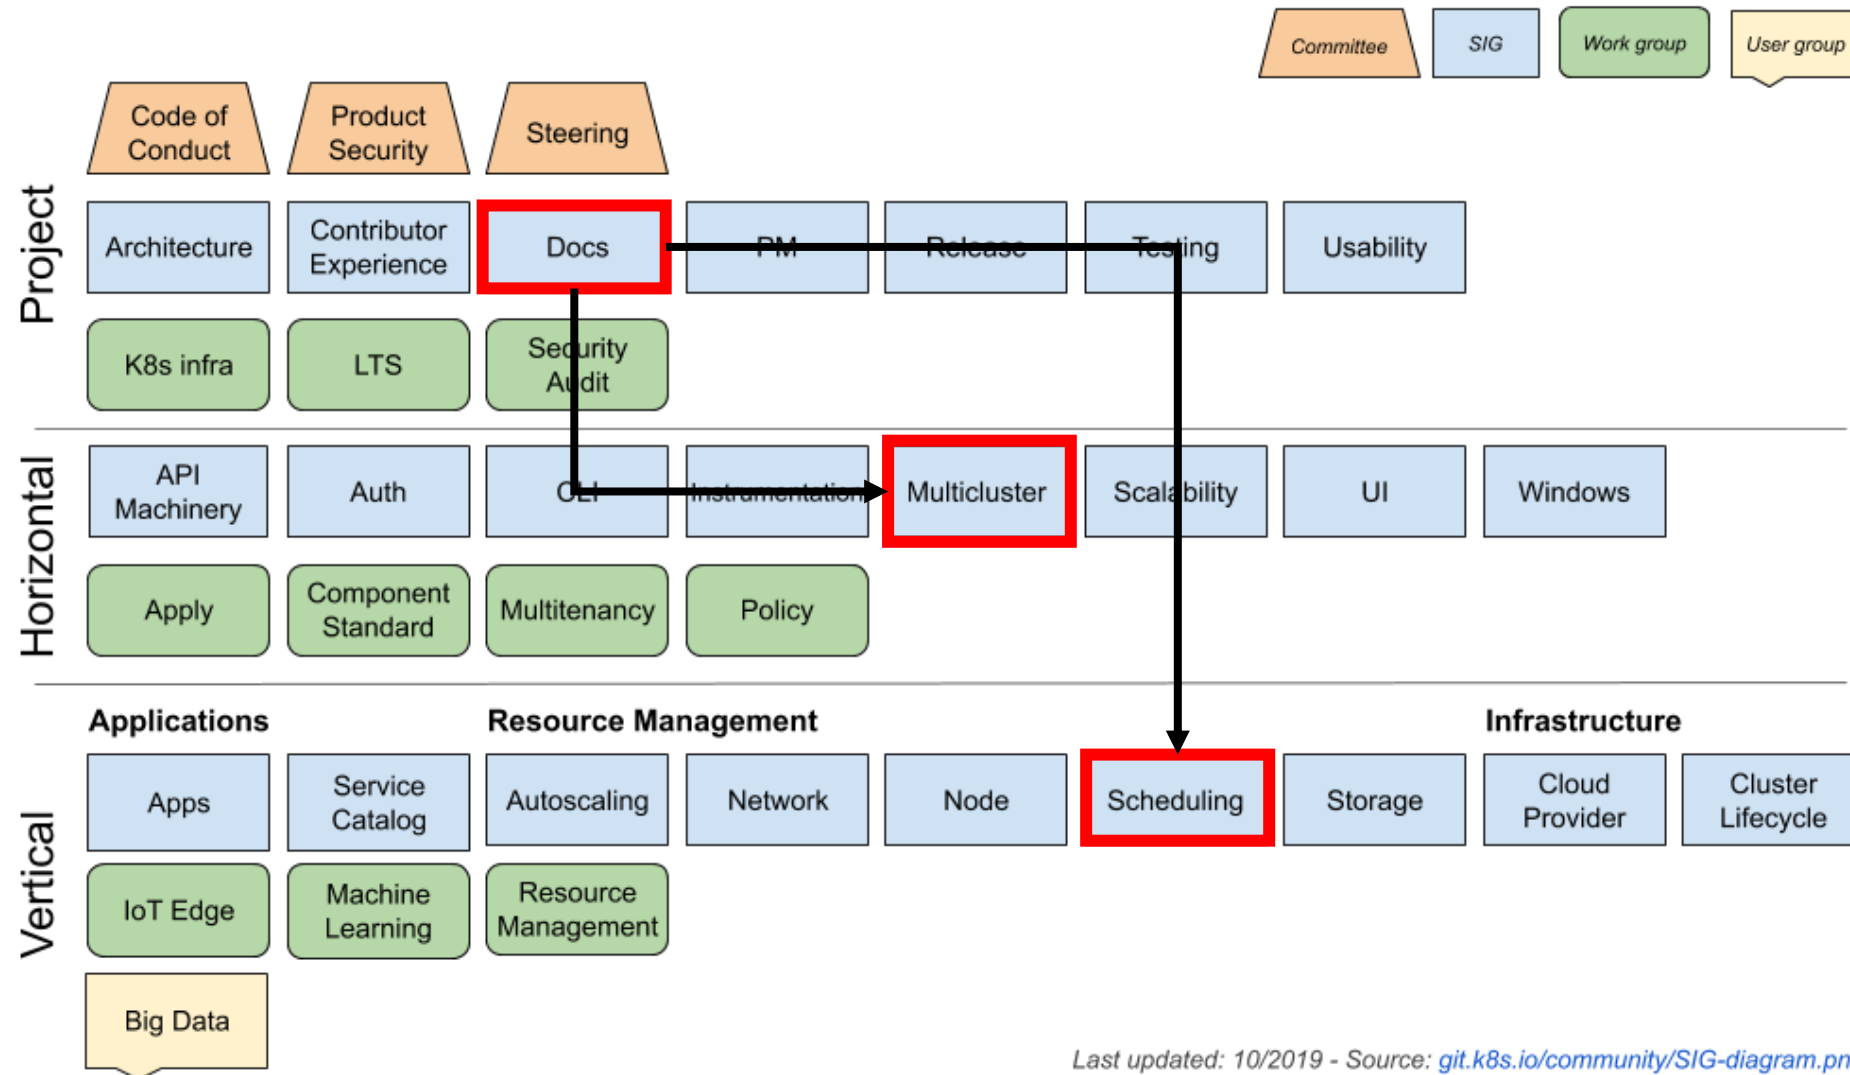 Committee
SIG
Work group
User group
Code of
Conduct
Product
Security
Steering
Project
Architecture
Contributor
Experience
Docs
PM
Release
Testing
Usability
K8s infra
LTS
Security
Audit
Horizontal
API
Machinery
Auth
CLI
Instrumentation
Multicluster
Scalability
UI
Windows
Apply
Component
Standard
Multitenancy
Policy
Vertical
Applications
Resource Management
Infrastructure
Apps
Service
Catalog
Autoscaling
Network
Node
Scheduling
Storage
Cloud
Provider
Cluster
Lifecycle
IoT Edge
Machine
Learning
Resource
Management
Big Data
Last updated: 10/2019 - Source: git.k8s.io/community/SIG-diagram.pn